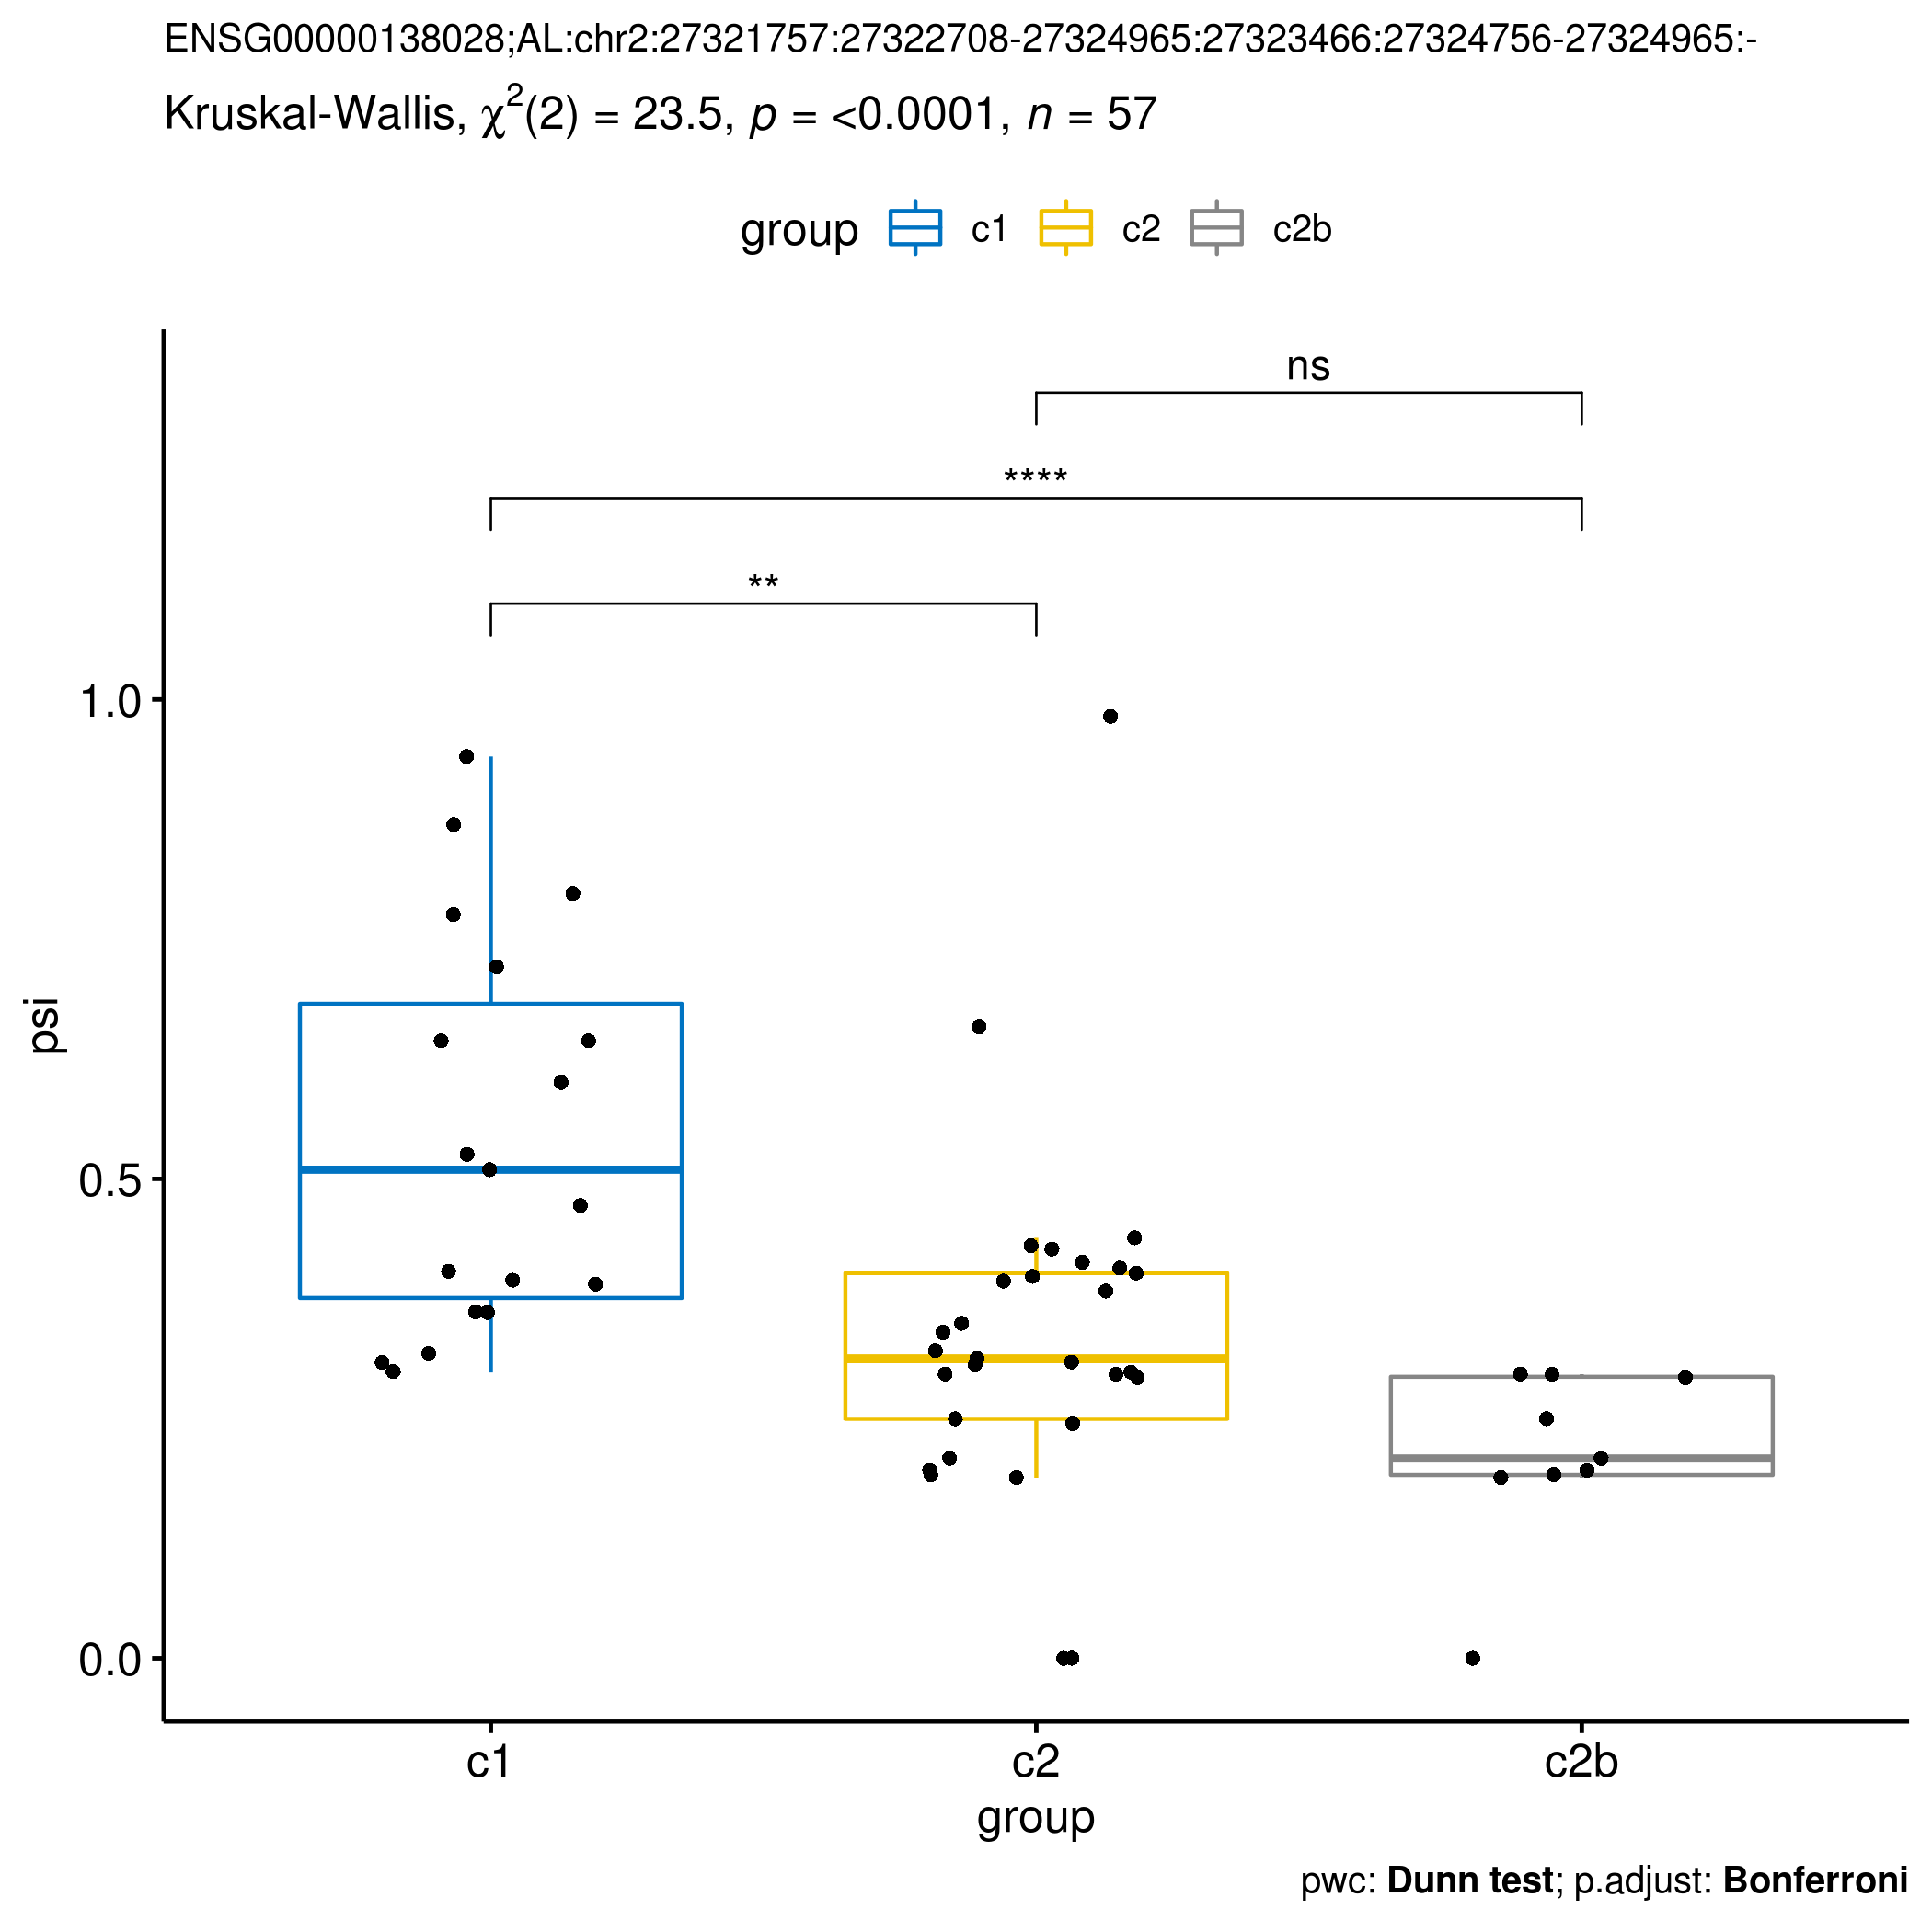 ENSG00000138028;AL:chr2:27321757:27322708-27324965:27323466:27324756-27324965:-
Kruskal-Wallis, χ²(2) = 23.5, p = <0.0001, n = 57
group c1 c2 c2b
ns
****
**
1.0
0.5
0.0
psi
c1 c2 c2b
group
pwc: Dunn test; p.adjust: Bonferroni